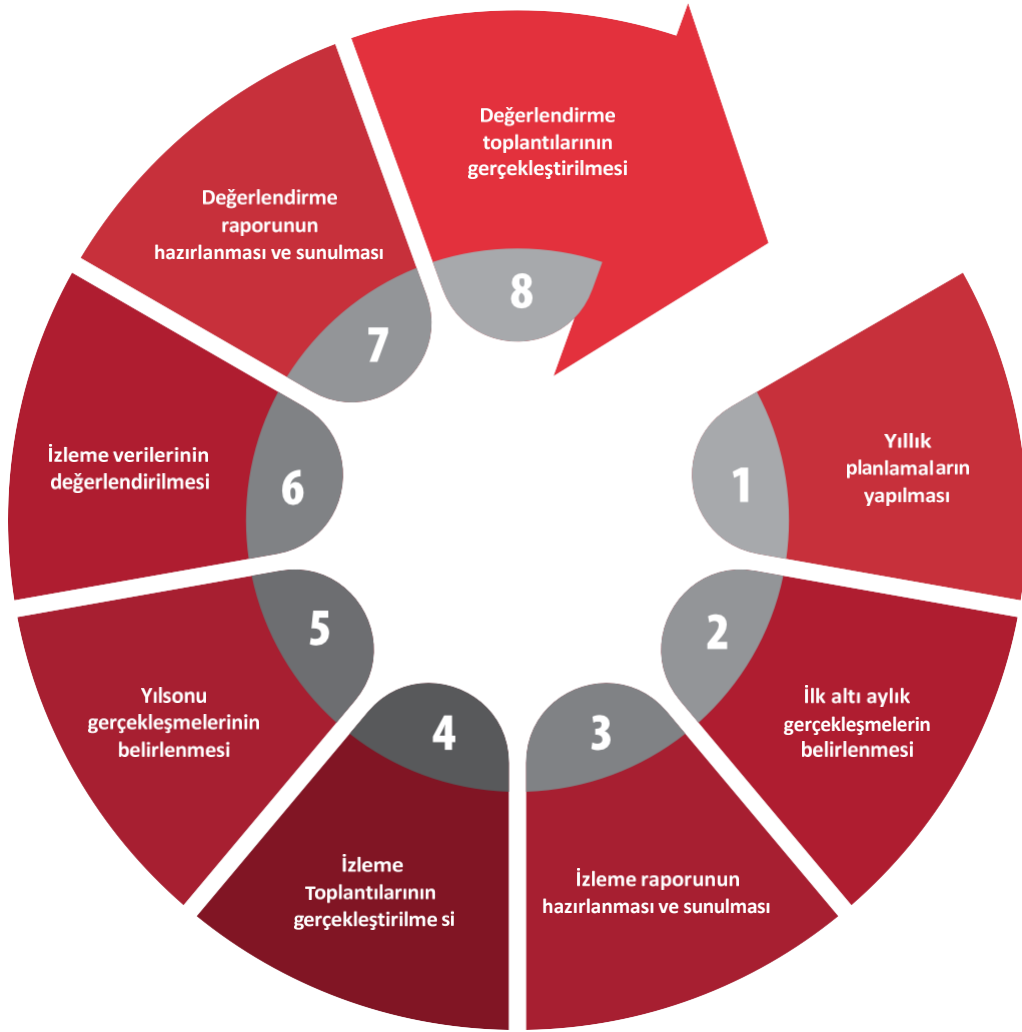 1
Yıllık
planlamaların
yapılması
2
İlk altı aylık
gerçekleşmelerin
belirlenmesi
3
İzleme raporunun
hazırlanması ve sunulması
4
İzleme
Toplantılarının
gerçekleştirilme si
5
Yılsonu
gerçekleşmelerinin
belirlenmesi
6
İzleme verilerinin
değerlendirilmesi
7
Değerlendirme
raporunun
hazırlanması ve sunulması
8
Değerlendirme
toplantılarının
gerçekleştirilmesi